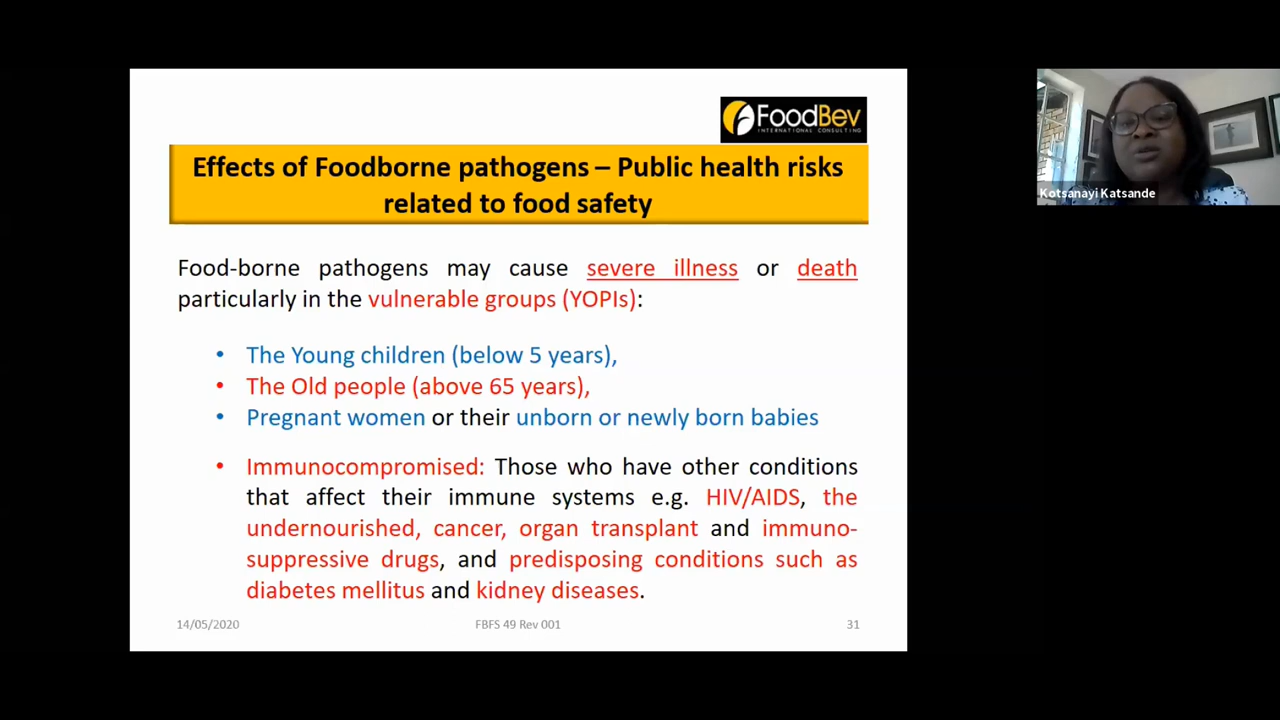 FoodBev
INTERNATIONAL CONSULTING
Effects of Foodborne pathogens – Public health risks
related to food safety
Food-borne pathogens may cause severe illness or death
particularly in the vulnerable groups (YOPIs):
• The Young children (below 5 years),
• The Old people (above 65 years),
• Pregnant women or their unborn or newly born babies
• Immunocompromised: Those who have other conditions
that affect their immune systems e.g. HIV/AIDS, the
undernourished, cancer, organ transplant and immuno-
suppressive drugs, and predisposing conditions such as
diabetes mellitus and kidney diseases.
14/05/2020 FBFS 49 Rev 001 31
Kotsanayi Katsande